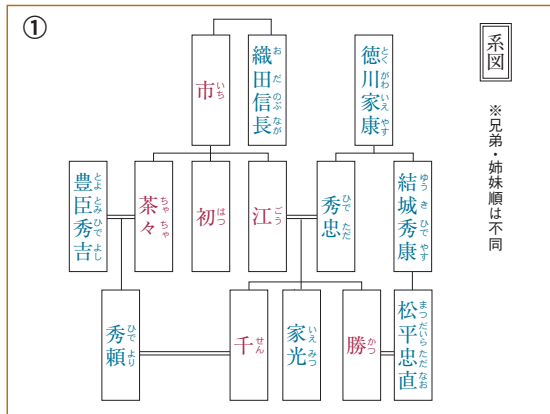 ①
系図
※兄弟・姉妹順は不同
徳川家康
とくがわいえやす
織田信長
おだのぶなが
市
いち
結城秀康
ゆうきひでやす
秀忠
ひでただ
江
ごう
初
はつ
茶々
ちゃちゃ
豊臣秀吉
とよとみひでよし
松平忠直
まつだいらただなお
勝
かつ
家光
いえみつ
千
せん
秀頼
ひでより